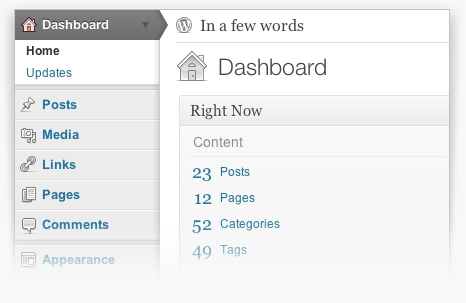 Dashboard
Home
Updates
Posts
Media
Links
Pages
Comments
Appearance
In a few words
Dashboard
Right Now
Content
23 Posts
12 Pages
52 Categories
49 Tags